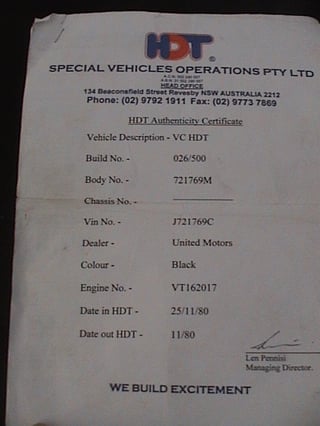 HDT
®
SPECIAL VEHICLES OPERATIONS PTY LTD
HEAD OFFICE
134 Beaconsfield Street Revesby NSW AUSTRALIA 2212
Phone: (02) 9792 1911 Fax: (02) 9773 7869
HDT Authenticity Certificate
Vehicle Description - VC HDT
Build No. - 026/500
Body No. - 721769M
Chassis No. -
Vin No. - J721769C
Dealer - United Motors
Colour - Black
Engine No. - VT162017
Date in HDT - 25/11/80
Date out HDT - 11/80
Len Pennisi
Managing Director.
WE BUILD EXCITEMENT